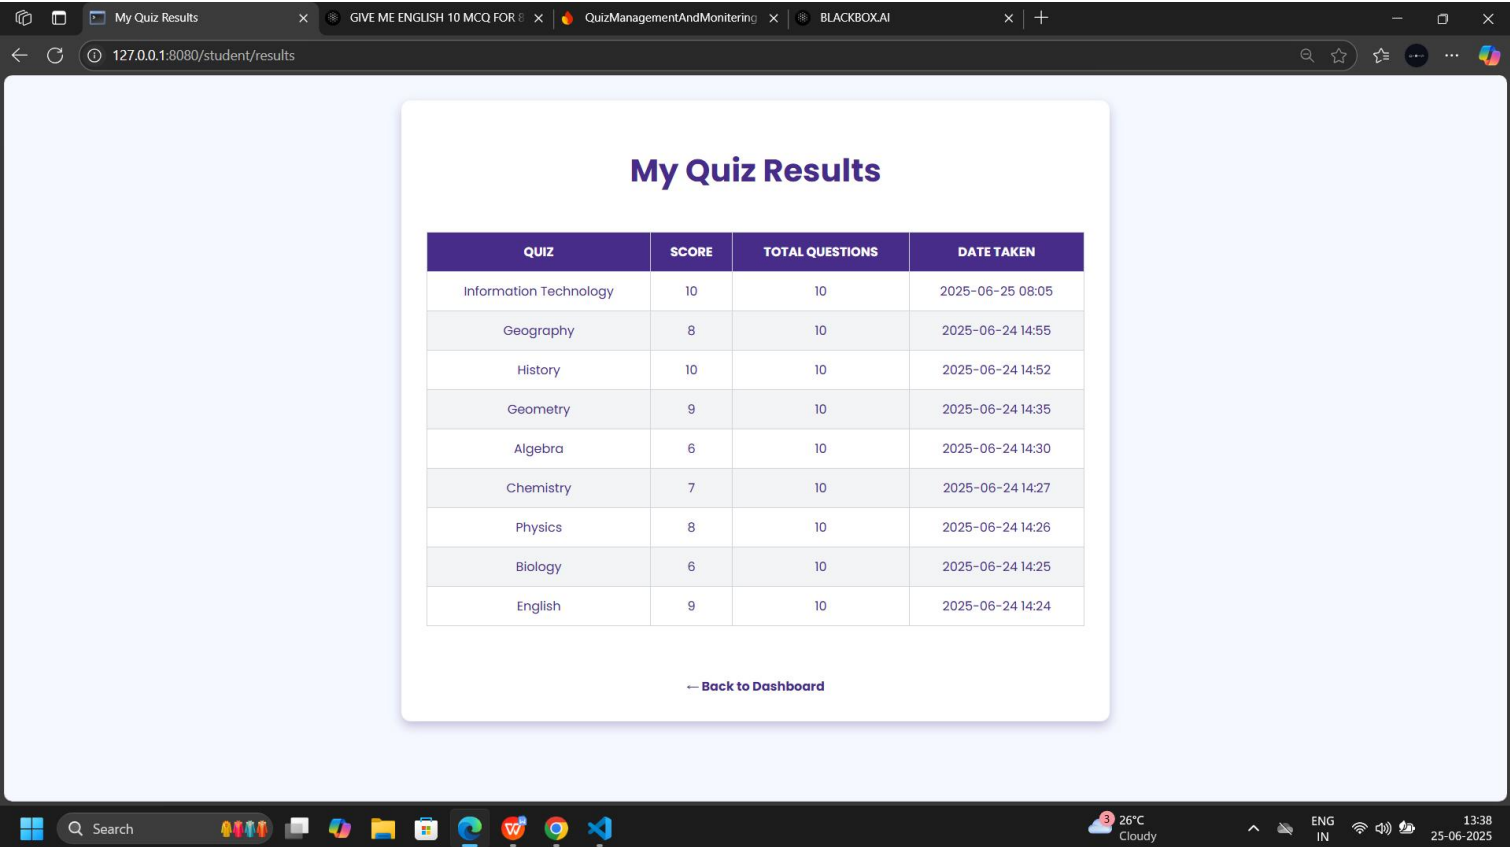 My Quiz Results
GIVE ME ENGLISH 10 MCQ FOR 8
QuizManagementAndMonitering
BLACKBOX.AI
127.0.0.1:8080/student/results
My Quiz Results
QUIZ SCORE TOTAL QUESTIONS DATE TAKEN
Information Technology 10 10 2025-06-25 08:05
Geography 8 10 2025-06-24 14:55
History 10 10 2025-06-24 14:52
Geometry 9 10 2025-06-24 14:35
Algebra 6 10 2025-06-24 14:30
Chemistry 7 10 2025-06-24 14:27
Physics 8 10 2025-06-24 14:26
Biology 6 10 2025-06-24 14:25
English 9 10 2025-06-24 14:24
← Back to Dashboard
Search
3
26°C
Cloudy
ENG
IN
13:38
25-06-2025